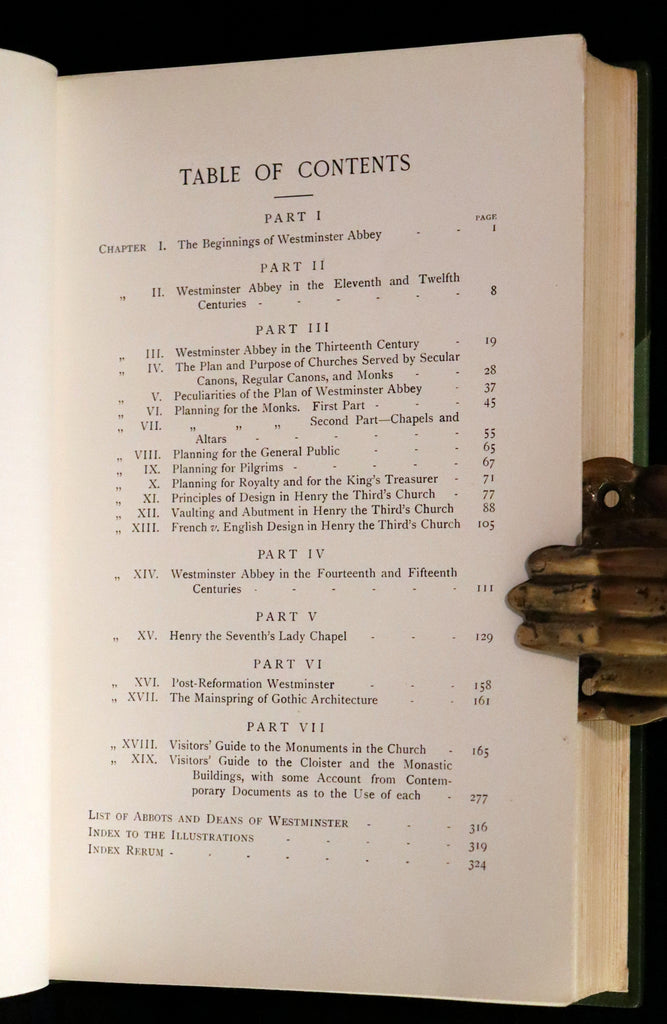 TABLE OF CONTENTS
PART I
PAGE
CHAPTER I. The Beginnings of Westminster Abbey - - 1
PART II
„ II. Westminster Abbey in the Eleventh and Twelfth
Centuries - - - - - - 8
PART III
„ III. Westminster Abbey in the Thirteenth Century - 19
„ IV. The Plan and Purpose of Churches Served by Secular
Canons, Regular Canons, and Monks - - 28
„ V. Peculiarities of the Plan of Westminster Abbey - 37
„ VI. Planning for the Monks. First Part - - - 45
„ VII. „ „ „ Second Part—Chapels and
Altars - - - - - - 55
„ VIII. Planning for the General Public - - 65
„ IX. Planning for Pilgrims - - - - - 67
„ X. Planning for Royalty and for the King's Treasurer - 71
„ XI. Principles of Design in Henry the Third's Church - 77
„ XII. Vaulting and Abutment in Henry the Third's Church 88
„ XIII. French v. English Design in Henry the Third's Church 105
PART IV
„ XIV. Westminster Abbey in the Fourteenth and Fifteenth
Centuries - - - - - - 111
PART V
„ XV. Henry the Seventh's Lady Chapel - - - 129
PART VI
„ XVI. Post-Reformation Westminster - - - 158
„ XVII. The Mainspring of Gothic Architecture - - 161
PART VII
„ XVIII. Visitors' Guide to the Monuments in the Church - 165
„ XIX. Visitors' Guide to the Cloister and the Monastic
Buildings, with some Account from Contem-
porary Documents as to the Use of each - 277
LIST OF ABBOTS AND DEANS OF WESTMINSTER - - - 316
INDEX TO THE ILLUSTRATIONS - - - - - 319
INDEX RERUM - - - - - - - - 324